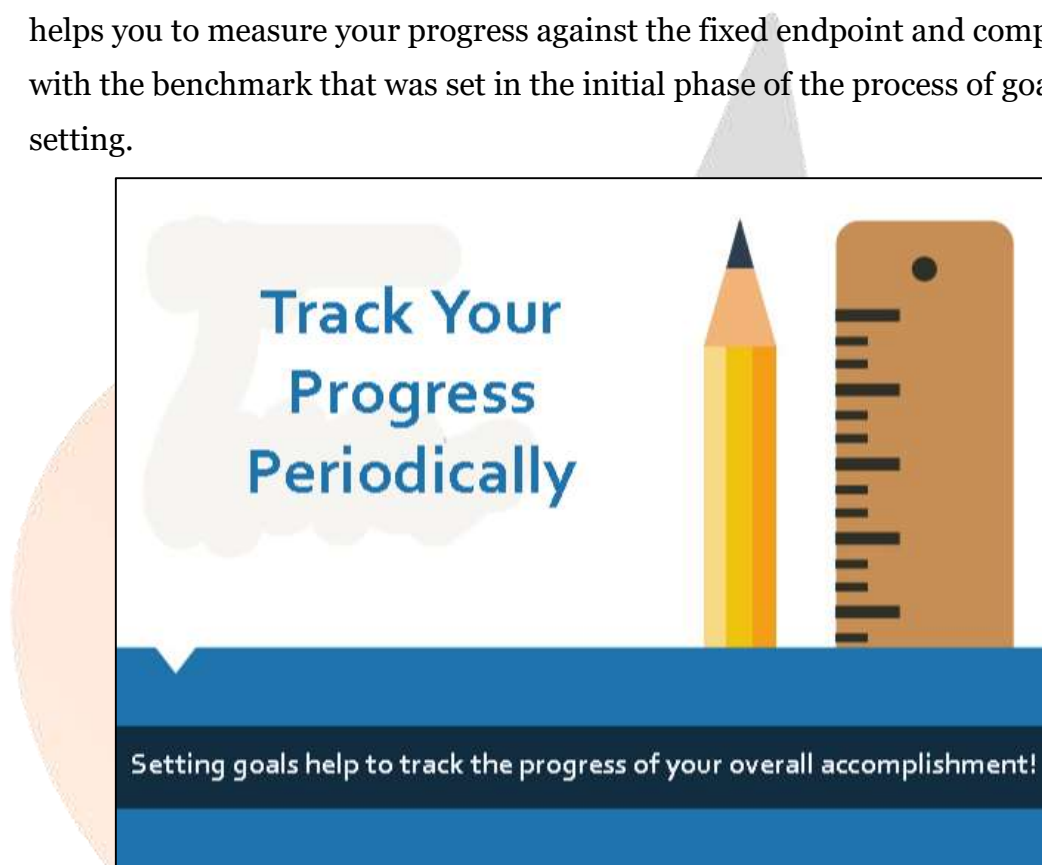 helps you to measure your progress against the fixed endpoint and comp
with the benchmark that was set in the initial phase of the process of goa
setting.
Track Your
Progress
Periodically
Setting goals help to track the progress of your overall accomplishment!